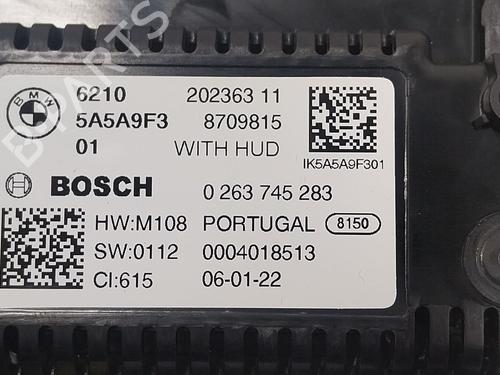 BMW
6210 202363 11
5A5A9F3 8709815
01 WITH HUD
IK5A5A9F301
BOSCH 0 263 745 283
HW:M108 PORTUGAL 8150
SW:0112 0004018513
CI:615 06-01-22